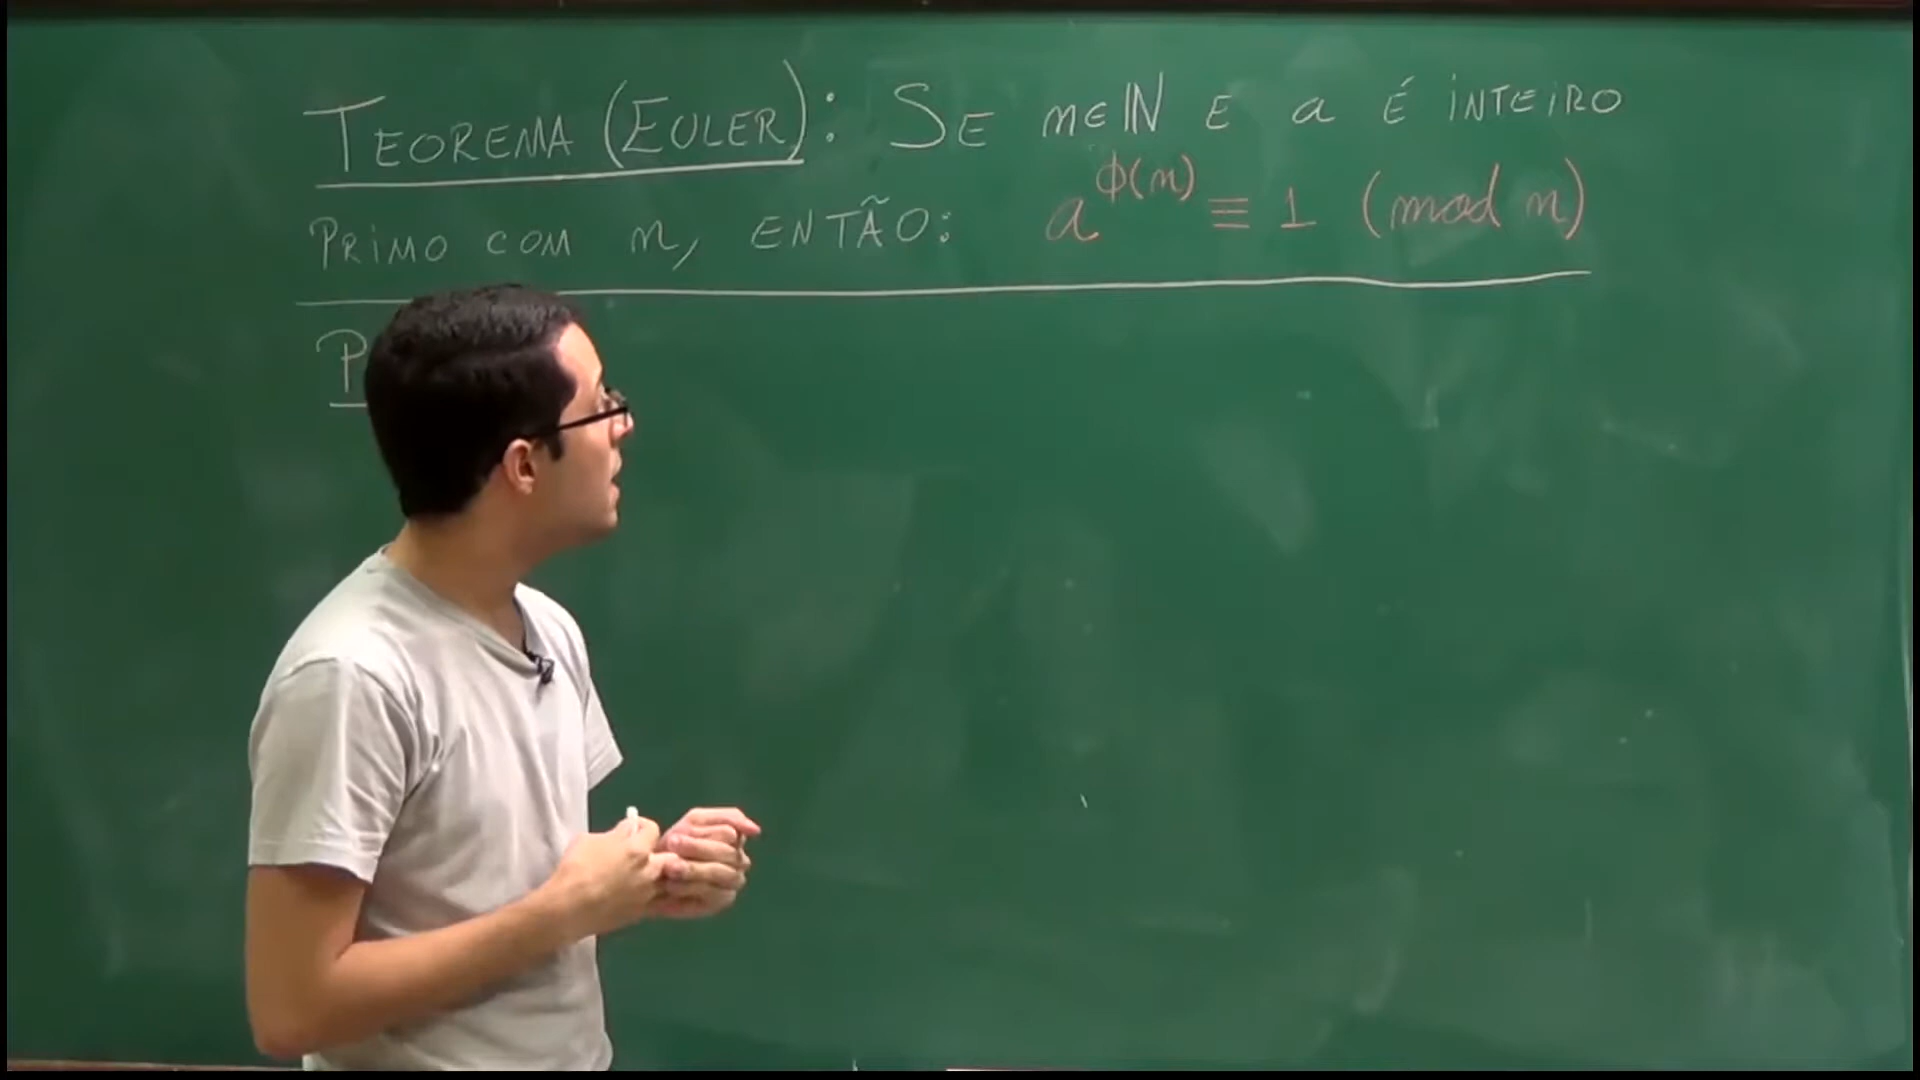 TEOREMA (EULER): SE n∈ℕ E a É INTEIRO
PRIMO COM n, ENTÃO: a^ϕ(n) ≡ 1 (mod n)
P